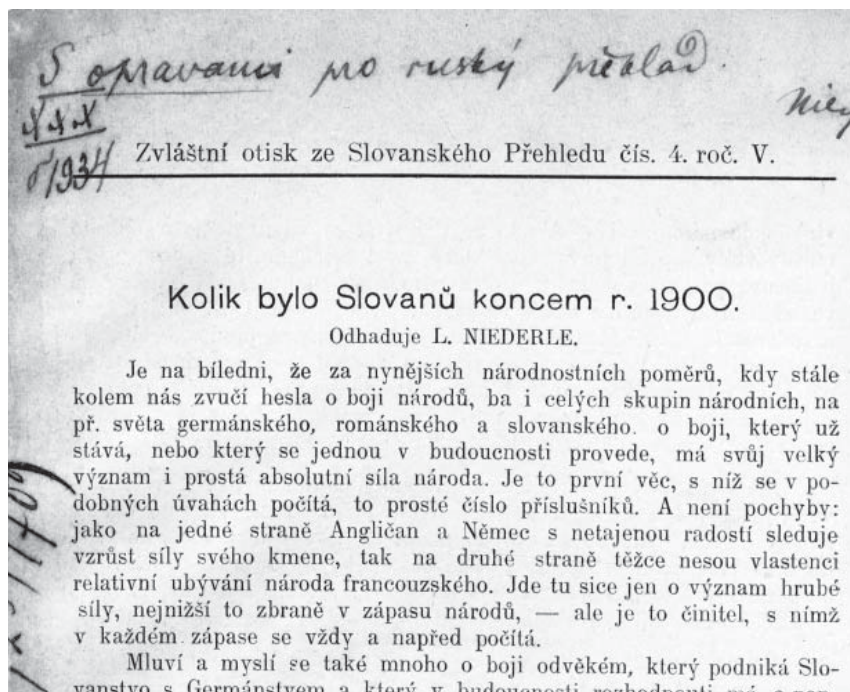 S opravami pro ruský překlad.
1934
Zvláštní otisk ze Slovanského Přehledu čís. 4. roč. V.
Kolik bylo Slovanů koncem r. 1900.
Odhaduje L. NIEDERLE.
Je na bíledni, že za nynějších národnostních poměrů, kdy stále
kolem nás zvučí hesla o boji národů, ba i celých skupin národních, na
př. světa germánského, románského a slovanského. o boji, který už
stává, nebo který se jednou v budoucnosti provede, má svůj velký
význam i prostá absolutní síla národa. Je to první věc, s níž se v po-
dobných úvahách počítá, to prosté číslo příslušníků. A není pochyby:
jako na jedné straně Angličan a Němec s netajenou radostí sleduje
vzrůst síly svého kmene, tak na druhé straně těžce nesou vlastenci
relativní ubývání národa francouzského. Jde tu sice jen o význam hrubé
síly, nejnižší to zbraně v zápasu národů, — ale je to činitel, s nímž
v každém zápase se vždy a napřed počítá.
Mluví a myslí se také mnoho o boji odvěkém, který podniká Slo-
vanstvo s Germánstvem a který v budoucnosti